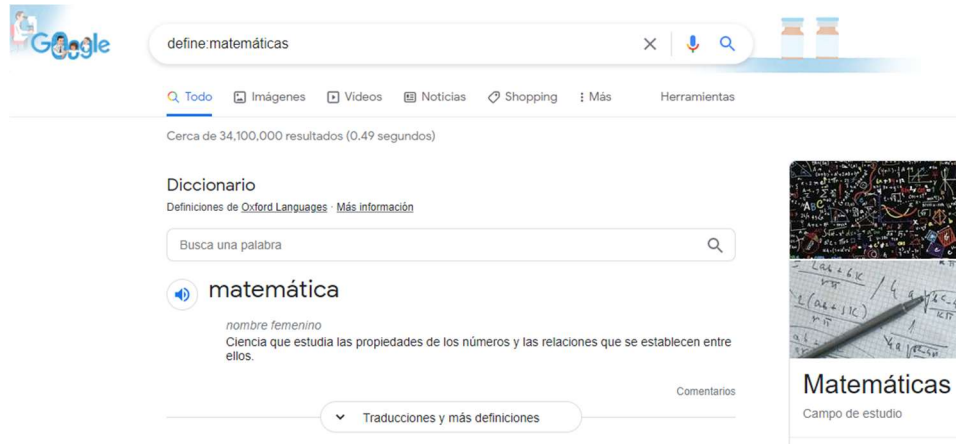 Google
define:matemáticas
Todo Imágenes Videos Noticias Shopping Más Herramientas
Cerca de 34,100,000 resultados (0.49 segundos)
Diccionario
Definiciones de Oxford Languages · Más información
Busca una palabra
matemática
nombre femenino
Ciencia que estudia las propiedades de los números y las relaciones que se establecen entre
ellos.
Comentarios
Traducciones y más definiciones
Matemáticas
Campo de estudio